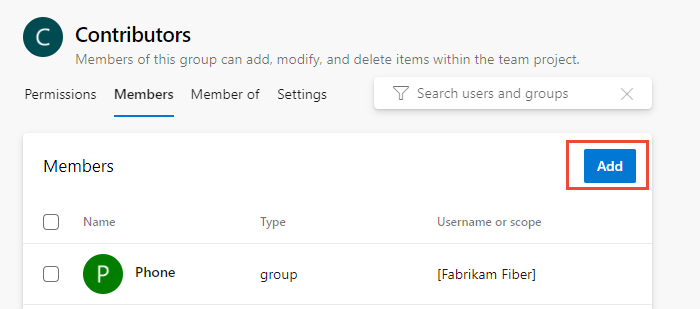 C
Contributors
Members of this group can add, modify, and delete items within the team project.
Permissions Members Member of Settings Search users and groups
Members Add
Name Type Username or scope
P Phone group [Fabrikam Fiber]